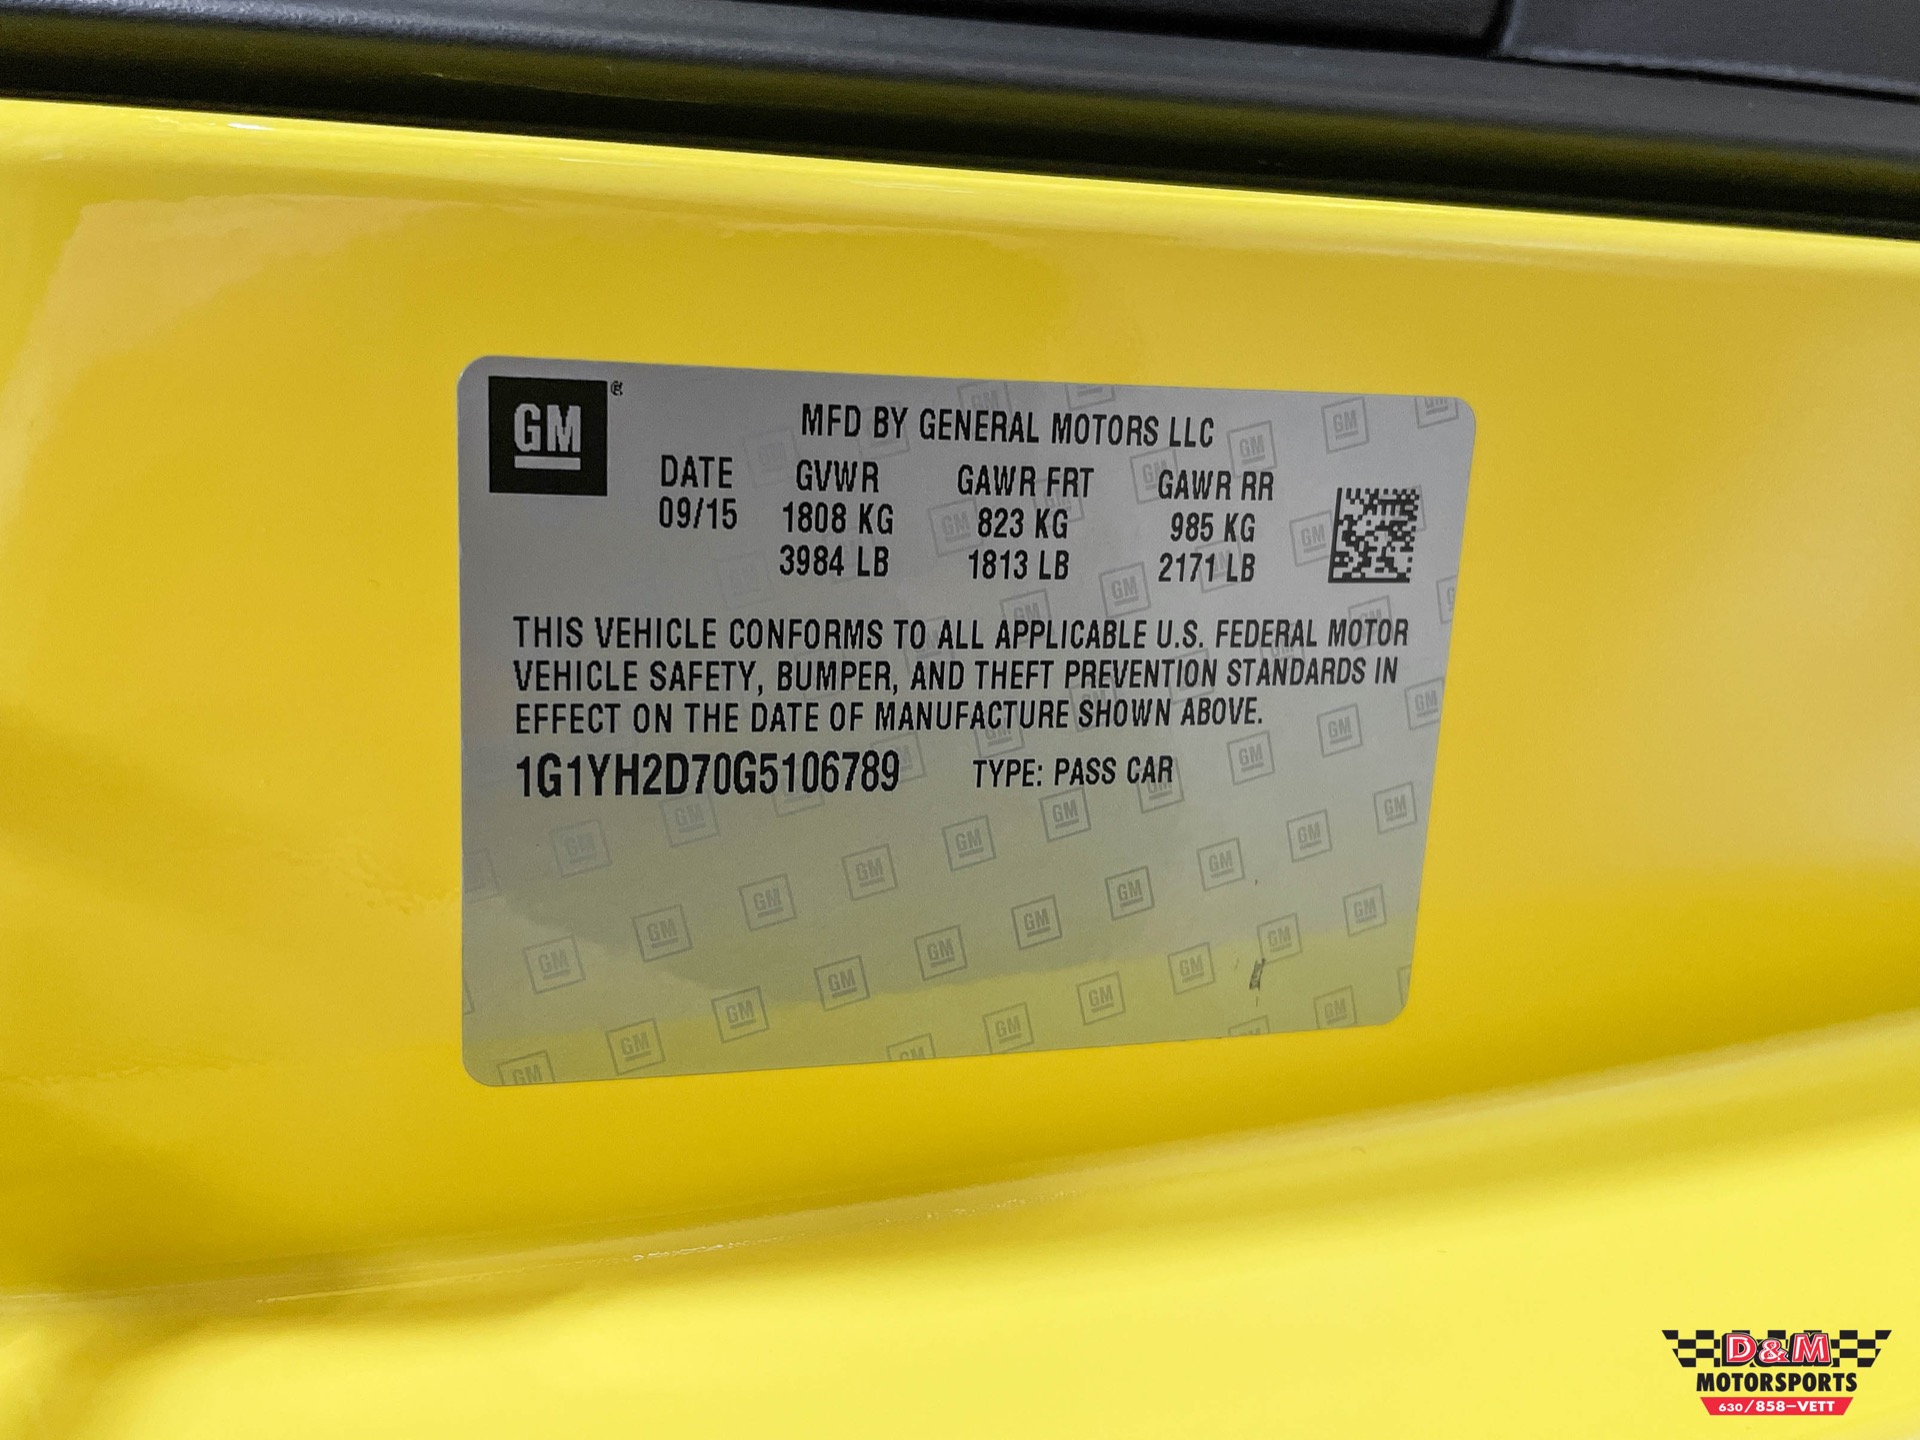 GM ®
MFD BY GENERAL MOTORS LLC
DATE GVWR GAWR FRT GAWR RR
09/15 1808 KG 823 KG 985 KG
3984 LB 1813 LB 2171 LB
THIS VEHICLE CONFORMS TO ALL APPLICABLE U.S. FEDERAL MOTOR
VEHICLE SAFETY, BUMPER, AND THEFT PREVENTION STANDARDS IN
EFFECT ON THE DATE OF MANUFACTURE SHOWN ABOVE.
1G1YH2D70G5106789 TYPE: PASS CAR
D&M
MOTORSPORTS
630/858-VETT